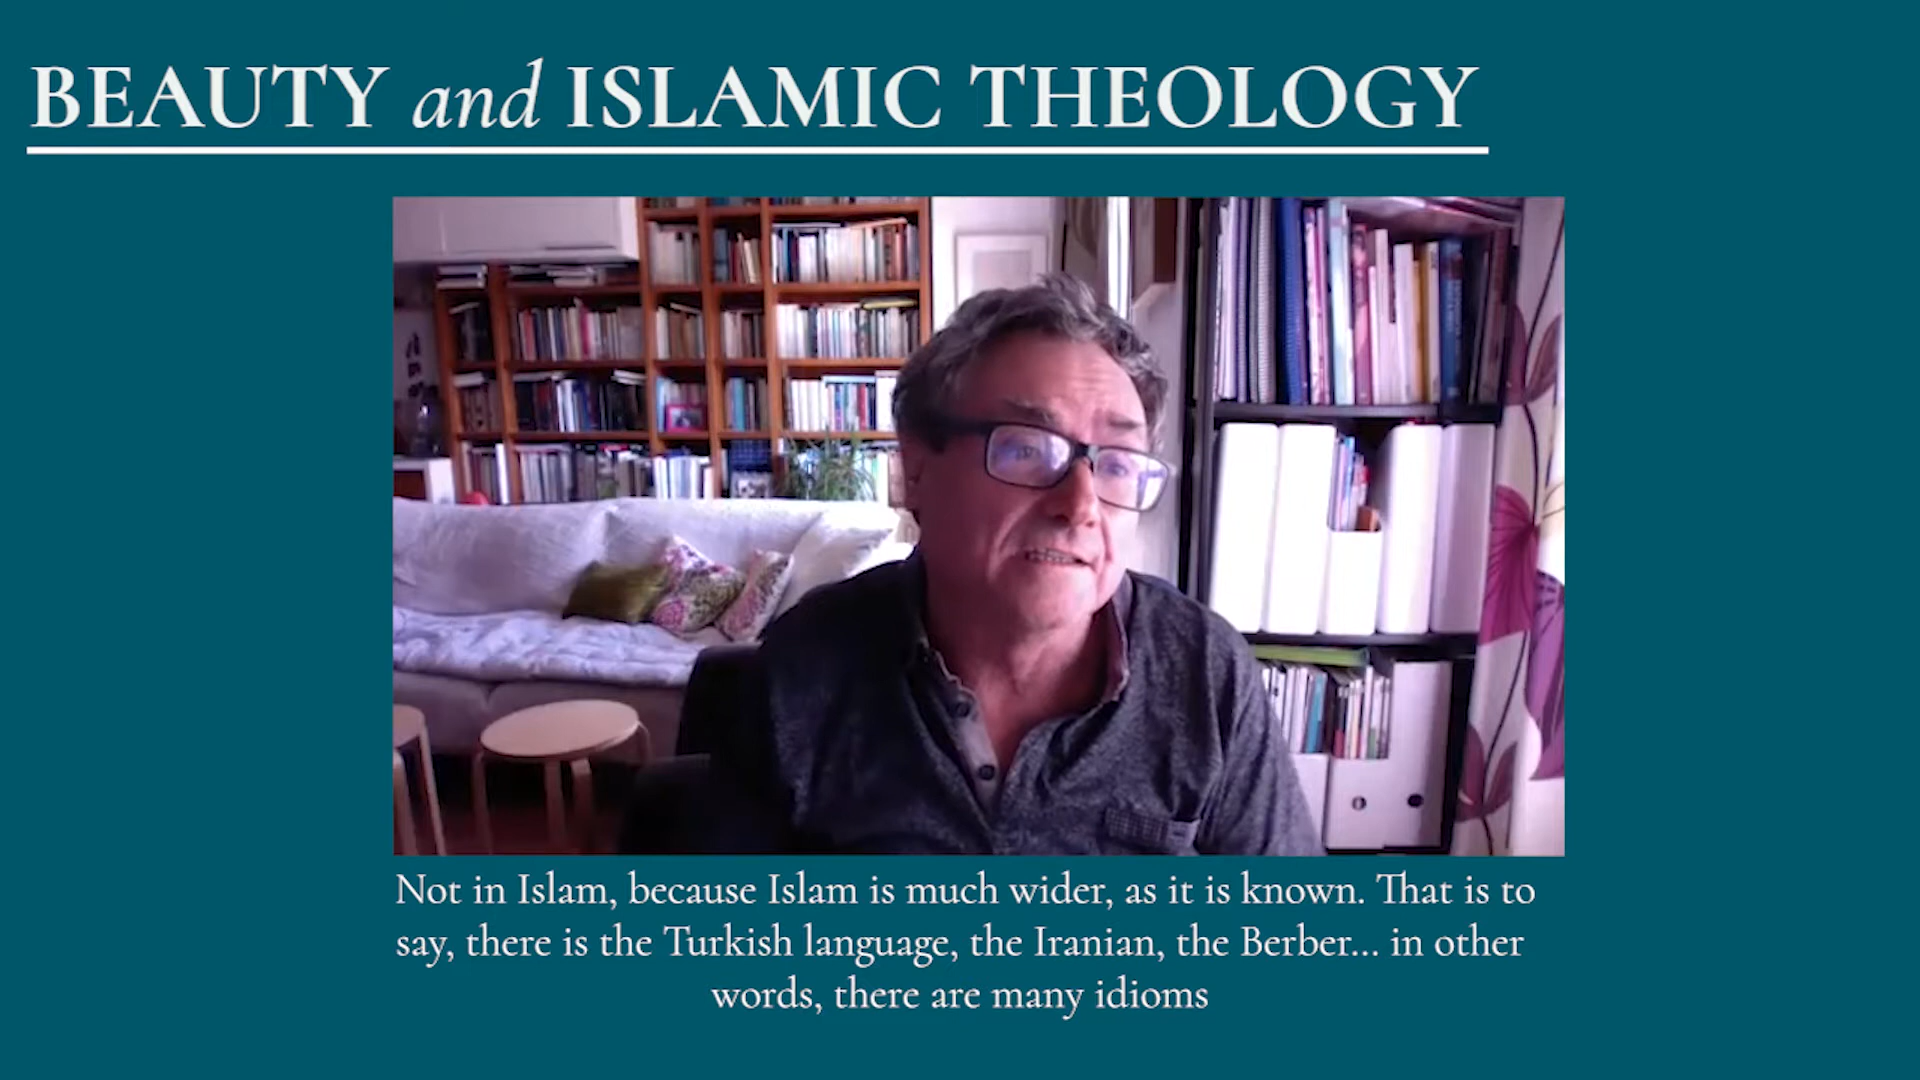 BEAUTY and ISLAMIC THEOLOGY
Not in Islam, because Islam is much wider, as it is known. That is to
say, there is the Turkish language, the Iranian, the Berber... in other
words, there are many idioms